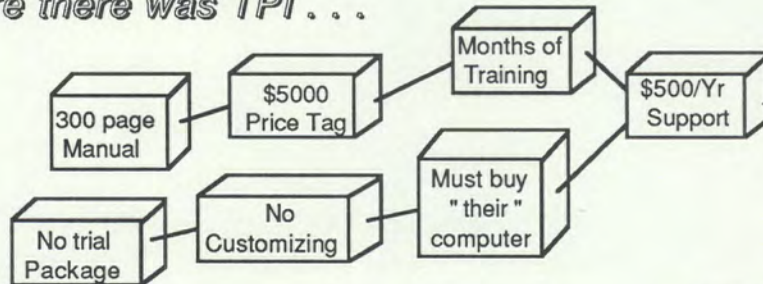 re there was TPI . . .
300 page
Manual
$5000
Price Tag
Months of
Training
$500/Yr
Support
No trial
Package
No
Customizing
Must buy
" their "
computer